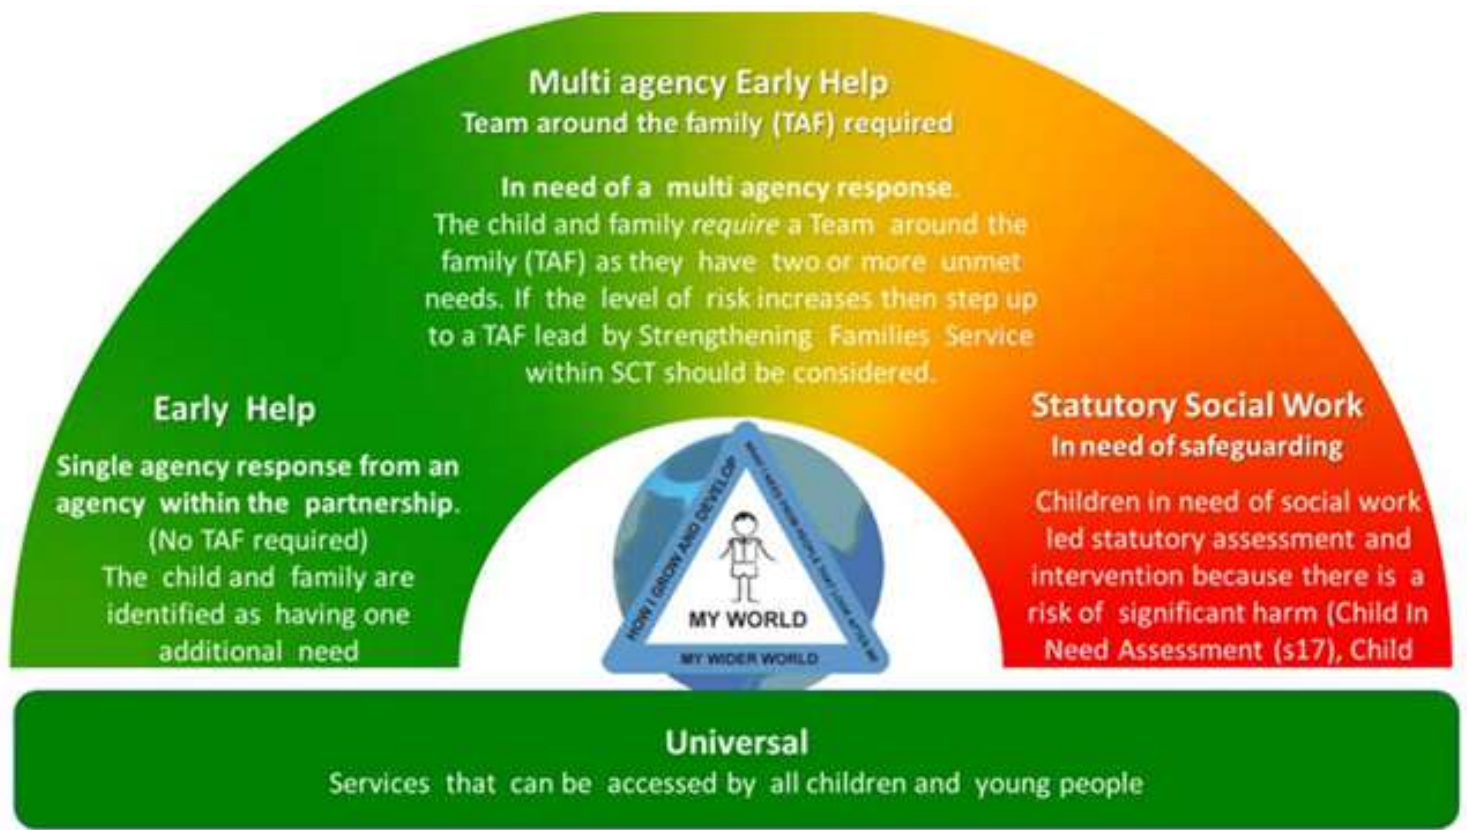 Multi agency Early Help
Team around the family (TAF) required
In need of a multi agency response.
The child and family require a Team around the
family (TAF) as they have two or more unmet
needs. If the level of risk increases then step up
to a TAF lead by Strengthening Families Service
within SCT should be considered.
Early Help
Single agency response from an
agency within the partnership.
(No TAF required)
The child and family are
identified as having one
additional need
Statutory Social Work
In need of safeguarding
Children in need of social work
led statutory assessment and
intervention because there is a
risk of significant harm (Child In
Need Assessment (s17), Child
HOW I GROW AND DEVELOP
MY WORLD
MY WIDER WORLD
Universal
Services that can be accessed by all children and young people